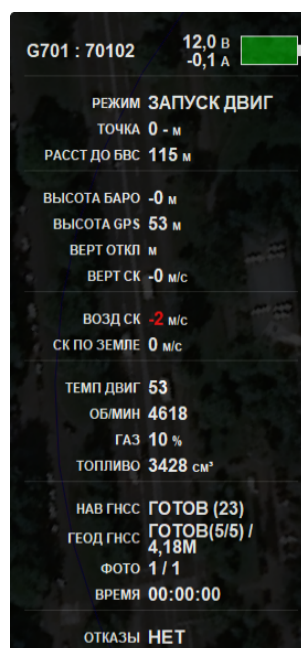 G701 : 70102 12,0 В
-0,1 А
РЕЖИМ ЗАПУСК ДВИГ
ТОЧКА 0 - м
РАССТ ДО БВС 115 м
ВЫСОТА БАРО -0 м
ВЫСОТА GPS 53 м
ВЕРТ ОТКЛ м
ВЕРТ СК -0 м/с
ВОЗД СК -2 м/с
СК ПО ЗЕМЛЕ 0 м/с
ТЕМП ДВИГ 53
ОБ/МИН 4618
ГАЗ 10 %
ТОПЛИВО 3428 см³
НАВ ГНСС ГОТОВ (23)
ГЕОД ГНСС ГОТОВ(5/5) /
4,18М
ФОТО 1 / 1
ВРЕМЯ 00:00:00
ОТКАЗЫ НЕТ